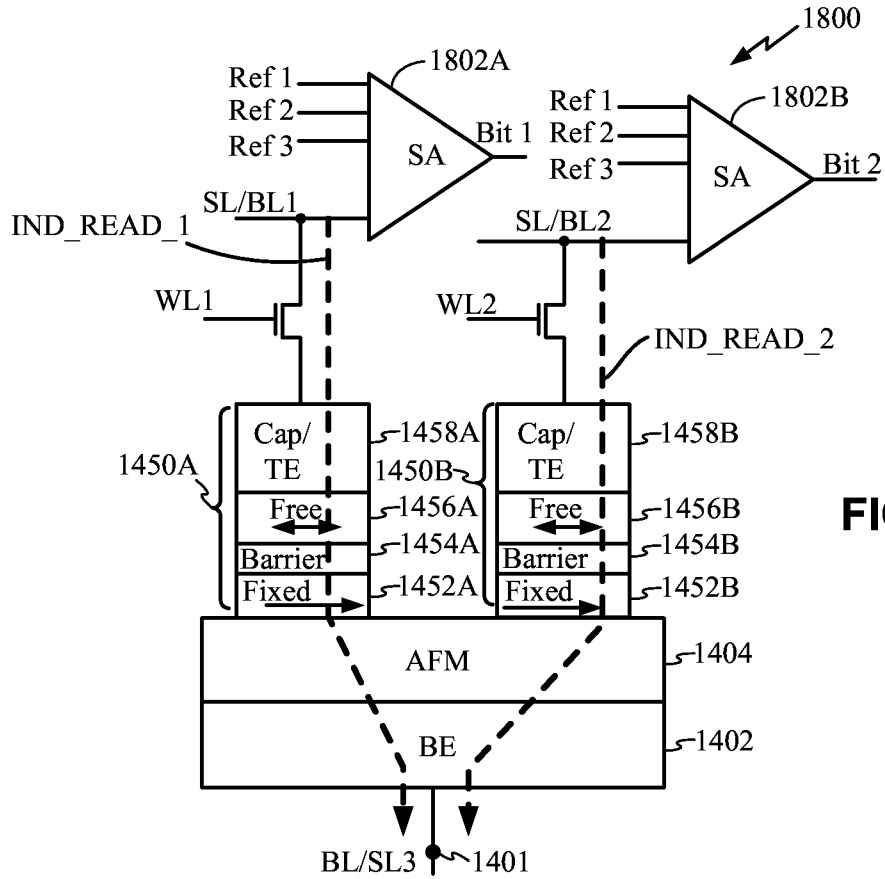 1800
1802A
Ref 1
Ref 2
Ref 3
SA
Bit 1
1802B
Ref 1
Ref 2
Ref 3
SA
Bit 2
SL/BL1
IND_READ_1
SL/BL2
WL1
WL2
IND_READ_2
1450A
Cap/
TE
1458A
1450B
Cap/
TE
1458B
Free
1456A
Free
1456B
Barrier
1454A
Barrier
1454B
Fixed
1452A
Fixed
1452B
FIG
AFM
1404
BE
1402
BL/SL3
1401